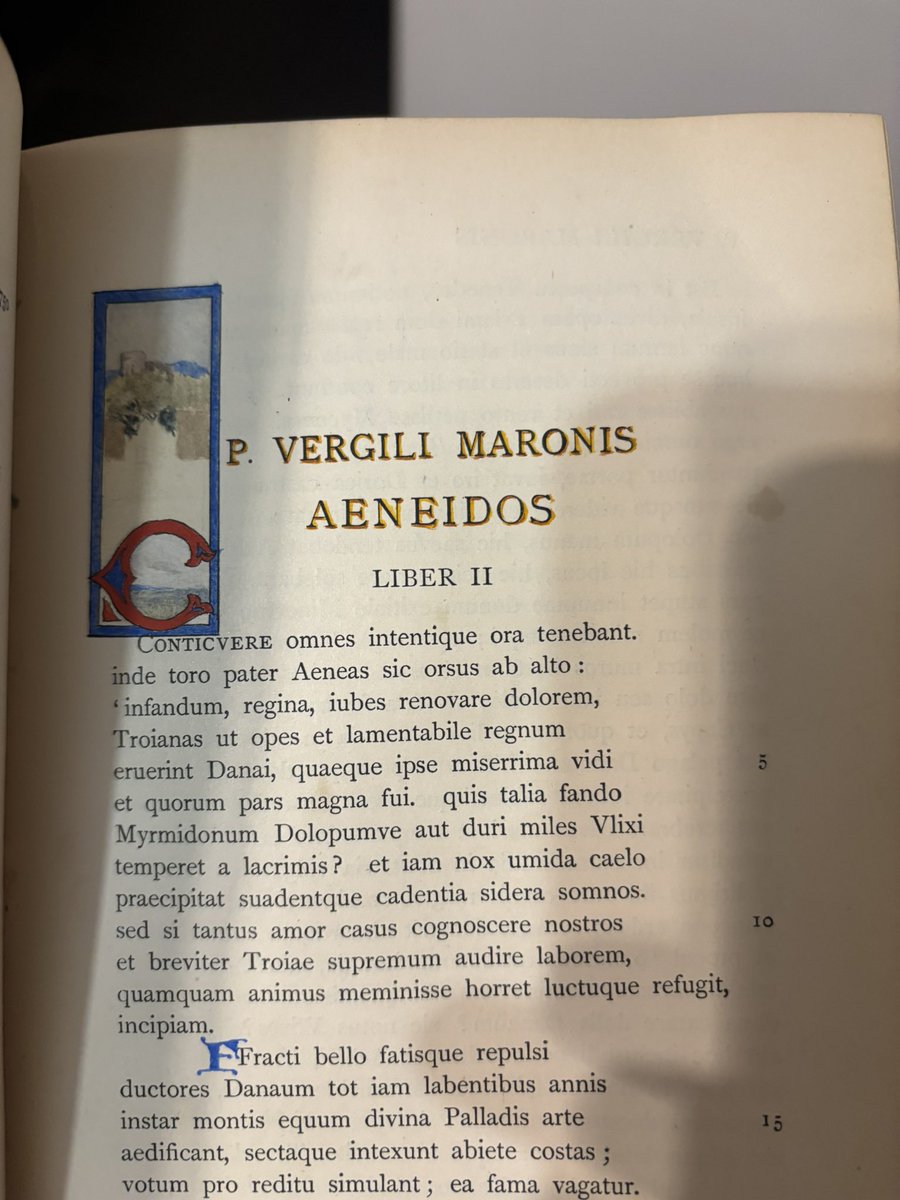 P. VERGILI MARONIS
AENEIDOS
LIBER II
C
CONTICVERE omnes intentique ora tenebant.
inde toro pater Aeneas sic orsus ab alto :
‘infandum, regina, iubes renovare dolorem,
Troianas ut opes et lamentabile regnum
eruerint Danai, quaeque ipse miserrima vidi 5
et quorum pars magna fui. quis talia fando
Myrmidonum Dolopumve aut duri miles Vlixi
temperet a lacrimis? et iam nox umida caelo
praecipitat suadentque cadentia sidera somnos.
sed si tantus amor casus cognoscere nostros 10
et breviter Troiae supremum audire laborem,
quamquam animus meminisse horret luctuque refugit,
incipiam.
F Fracti bello fatisque repulsi
ductores Danaum tot iam labentibus annis
instar montis equum divina Palladis arte 15
aedificant, sectaque intexunt abiete costas ;
votum pro reditu simulant ; ea fama vagatur.